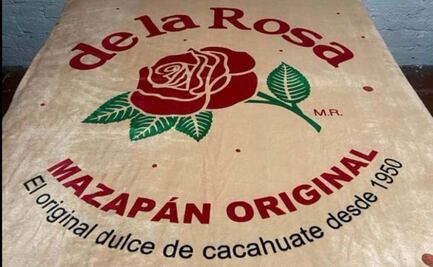 de la Rosa
M.R.
MAZAPÁN ORIGINAL
El original dulce de cacahuate desde 1950